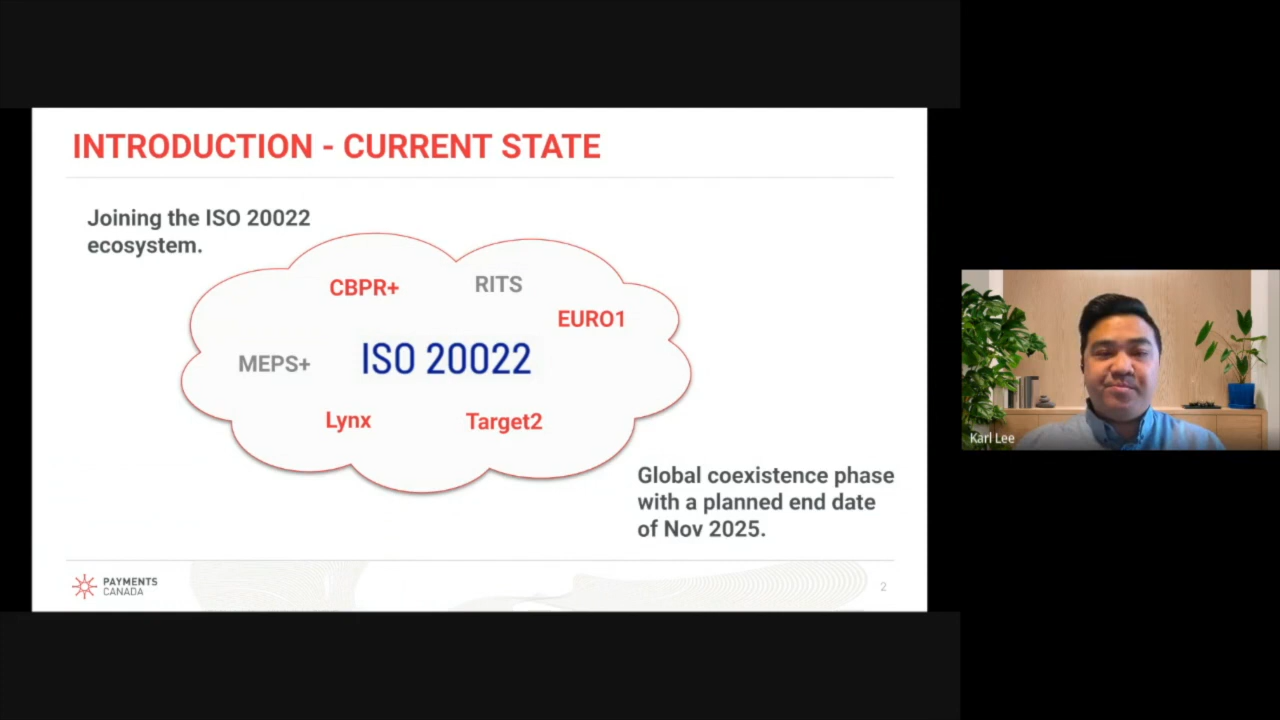 INTRODUCTION - CURRENT STATE
Joining the ISO 20022
ecosystem.
CBPR+
RITS
EURO1
MEPS+
ISO 20022
Lynx
Target2
Global coexistence phase
with a planned end date
of Nov 2025.
PAYMENTS
CANADA
2
Karl Lee